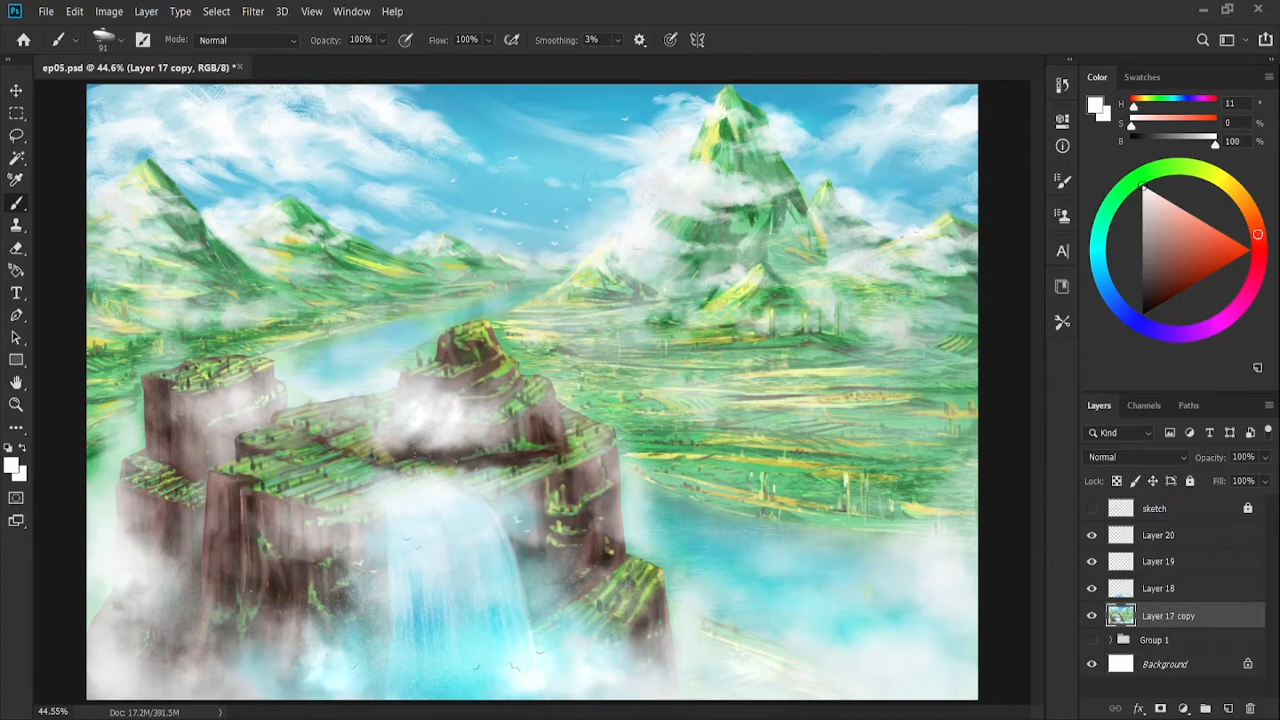 Ps File Edit Image Layer Type Select Filter 3D View Window Help
91 Mode: Normal Opacity: 100% Flow: 100% Smoothing: 3%
ep05.psd @ 44.6% (Layer 17 copy, RGB/8) *
Color Swatches
H 11 °
S 0 %
B 100 %
Layers Channels Paths
Kind
Normal Opacity: 100%
Lock: Fill: 100%
sketch
Layer 20
Layer 19
Layer 18
Layer 17 copy
Group 1
Background
44.55% Doc: 17.2M/391.5M